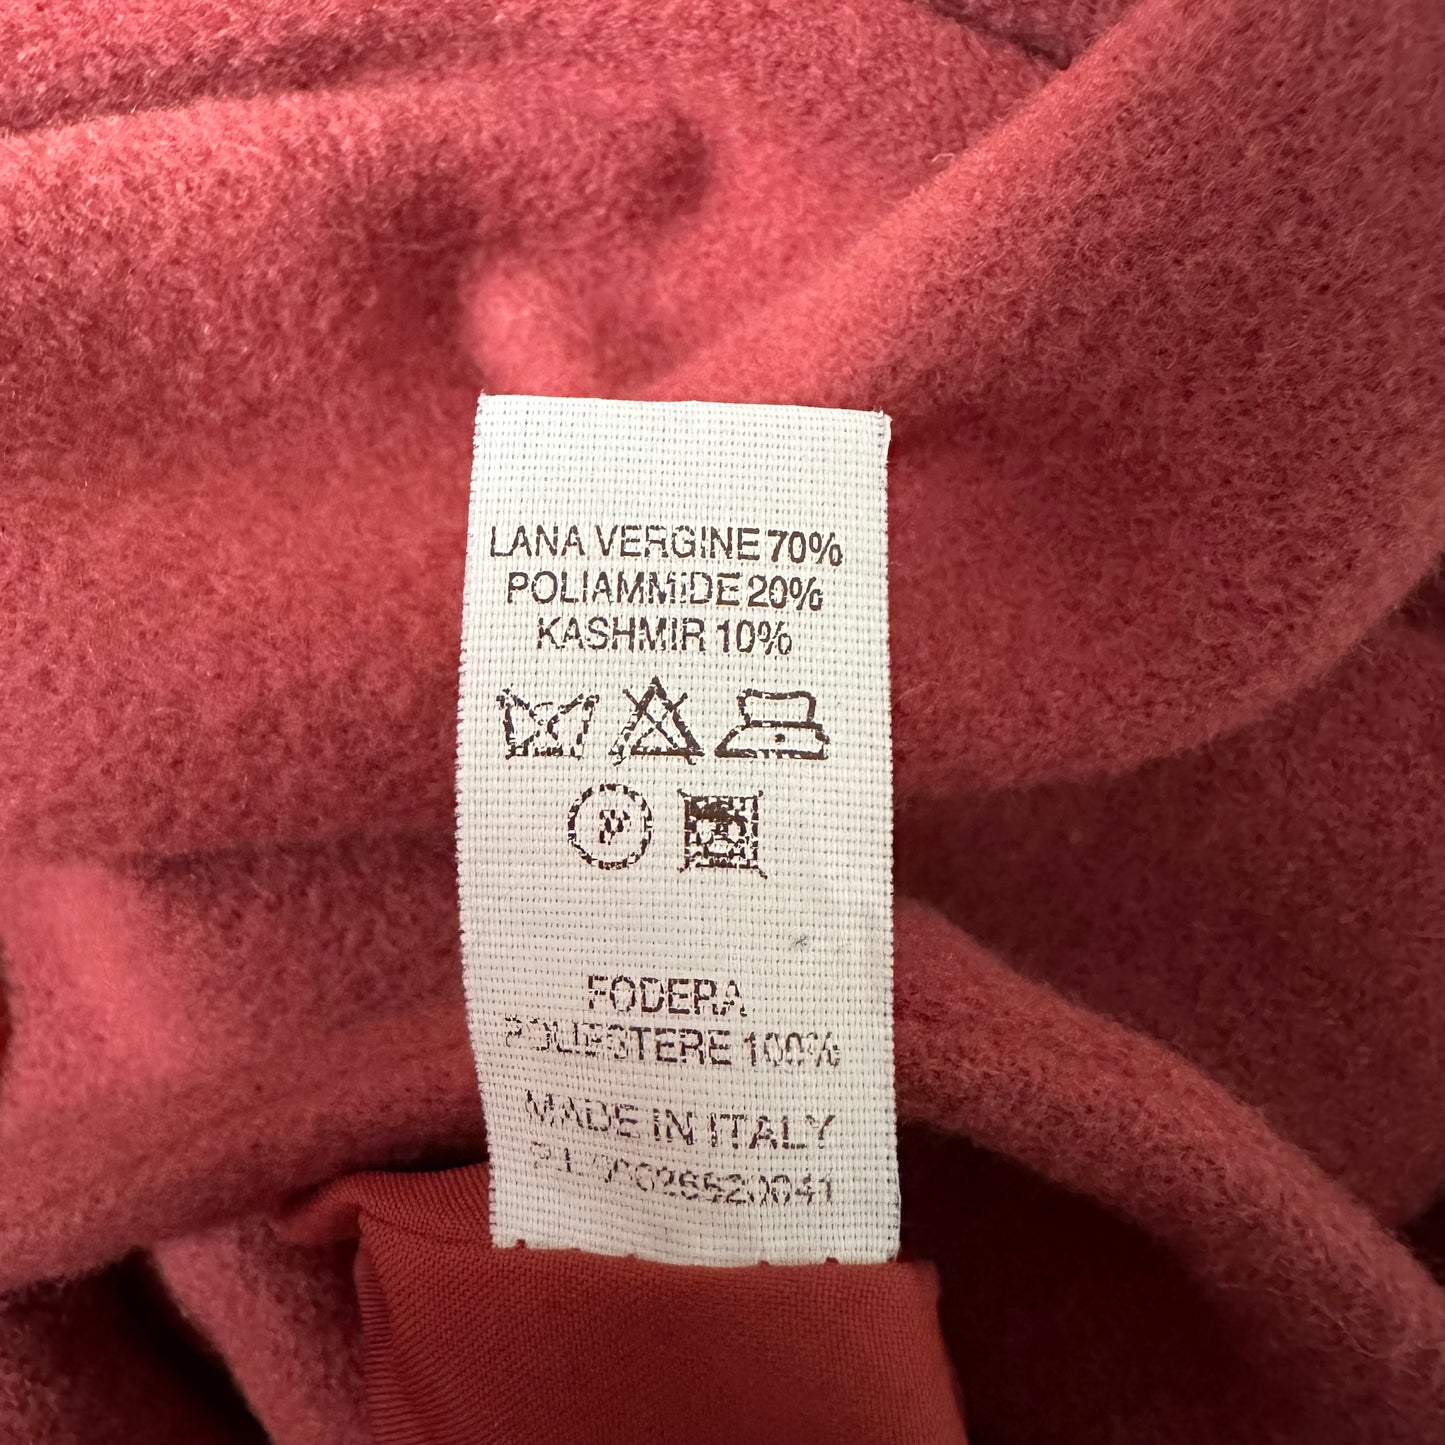 LANA VERGINE 70%
POLIAMMIDE 20%
KASHMIR 10%
P
FODERA
POLIESTERE 100%
MADE IN ITALY